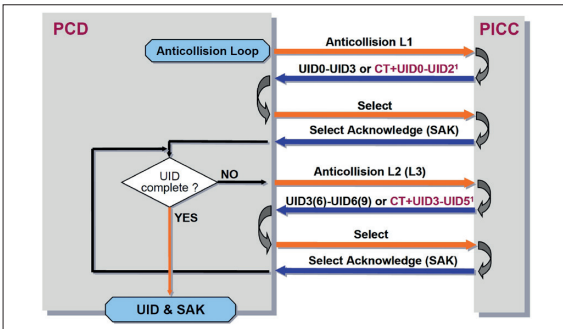 PCD
PICC
Anticollision Loop
Anticollision L1
UID0-UID3 or CT+UID0-UID2¹
Select
Select Acknowledge (SAK)
UID
complete ?
NO
YES
Anticollision L2 (L3)
UID3(6)-UID6(9) or CT+UID3-UID5¹
Select
Select Acknowledge (SAK)
UID & SAK